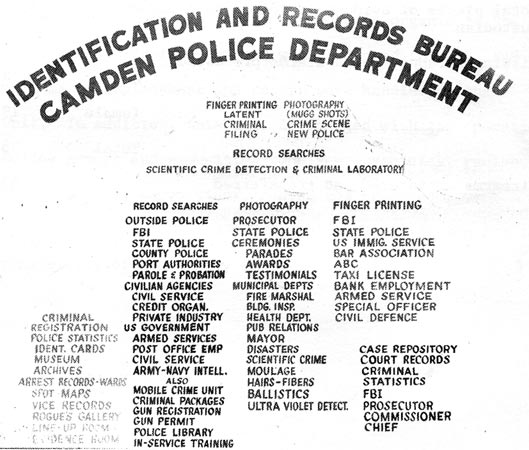 IDENTIFICATION AND RECORDS BUREAU
CAMDEN POLICE DEPARTMENT
FINGER PRINTING PHOTOGRAPHY
LATENT (MUGG SHOTS)
CRIMINAL CRIME SCENE
FILING NEW POLICE
RECORD SEARCHES
SCIENTIFIC CRIME DETECTION & CRIMINAL LABORATORY
RECORD SEARCHES
OUTSIDE POLICE
FBI
STATE POLICE
COUNTY POLICE
PORT AUTHORITIES
PAROLE & PROBATION
CIVILIAN AGENCIES
CIVIL SERVICE
CREDIT ORGAN.
PRIVATE INDUSTRY
US GOVERNMENT
ARMED SERVICES
POST OFFICE EMP
CIVIL SERVICE
ARMY-NAVY INTELL.
ALSO
MOBILE CRIME UNIT
CRIMINAL PACKAGES
GUN REGISTRATION
GUN PERMIT
POLICE LIBRARY
IN-SERVICE TRAINING
PHOTOGRAPHY
PROSECUTOR
STATE POLICE
CEREMONIES
PARADES
AWARDS
TESTIMONIALS
MUNICIPAL DEPTS
FIRE MARSHAL
BLDG. INSP.
HEALTH DEPT.
PUB RELATIONS
MAYOR
DISASTERS
SCIENTIFIC CRIME
MOULAGE
HAIRS-FIBERS
BALLISTICS
ULTRA VIOLET DETECT.
FINGER PRINTING
FBI
STATE POLICE
US IMMIG. SERVICE
BAR ASSOCIATION
ABC
TAXI LICENSE
BANK EMPLOYMENT
ARMED SERVICE
SPECIAL OFFICER
CIVIL DEFENCE
CRIMINAL
REGISTRATION
POLICE STATISTICS
IDENT. CARDS
MUSEUM
ARCHIVES
ARREST RECORDS-WARDS
SPOT MAPS
VICE RECORDS
ROGUES GALLERY
LINE-UP ROOM
EVIDENCE ROOM
CASE REPOSITORY
COURT RECORDS
CRIMINAL
STATISTICS
FBI
PROSECUTOR
COMMISSIONER
CHIEF